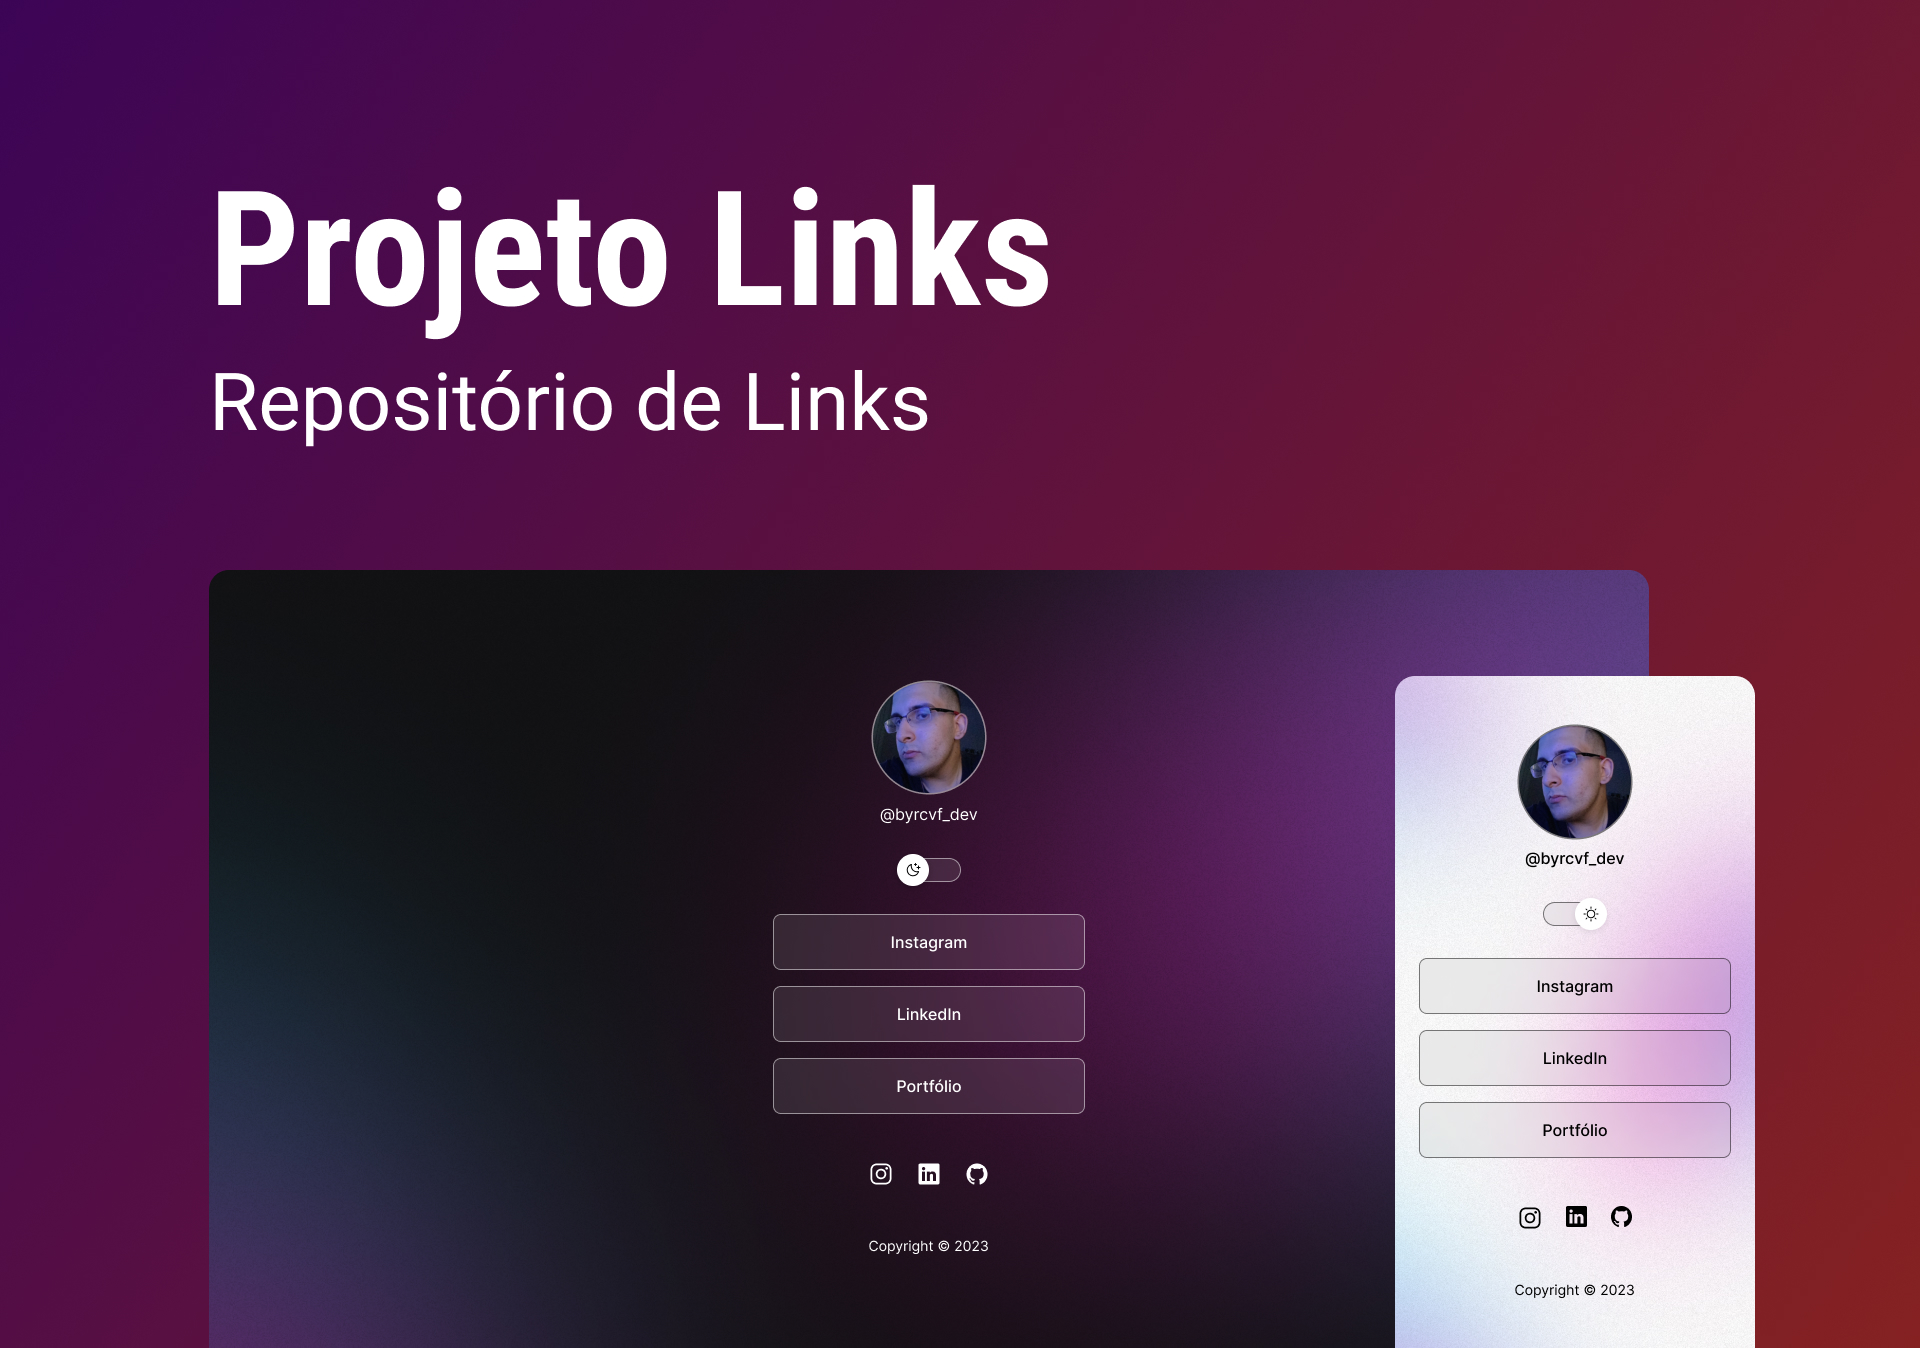 Projeto Links
Repositório de Links
@byrcvf_dev
Instagram
LinkedIn
Portfólio
Copyright © 2023
@byrcvf_dev
Instagram
LinkedIn
Portfólio
Copyright © 2023